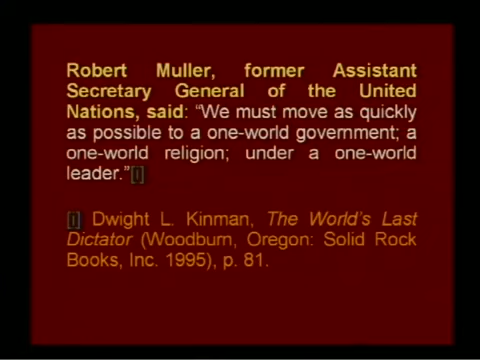 Robert Muller, former Assistant
Secretary General of the United
Nations, said: “We must move as quickly
as possible to a one-world government; a
one-world religion; under a one-world
leader.”[i]
[i] Dwight L. Kinman, The World’s Last
Dictator (Woodburn, Oregon: Solid Rock
Books, Inc. 1995), p. 81.